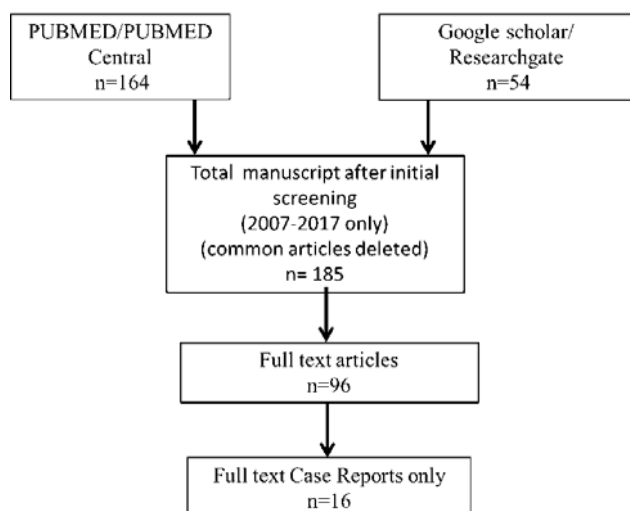 PUBMED/PUBMED
Central
n=164
Google scholar/
Researchgate
n=54
Total manuscript after initial
screening
(2007-2017 only)
(common articles deleted)
n= 185
Full text articles
n=96
Full text Case Reports only
n=16